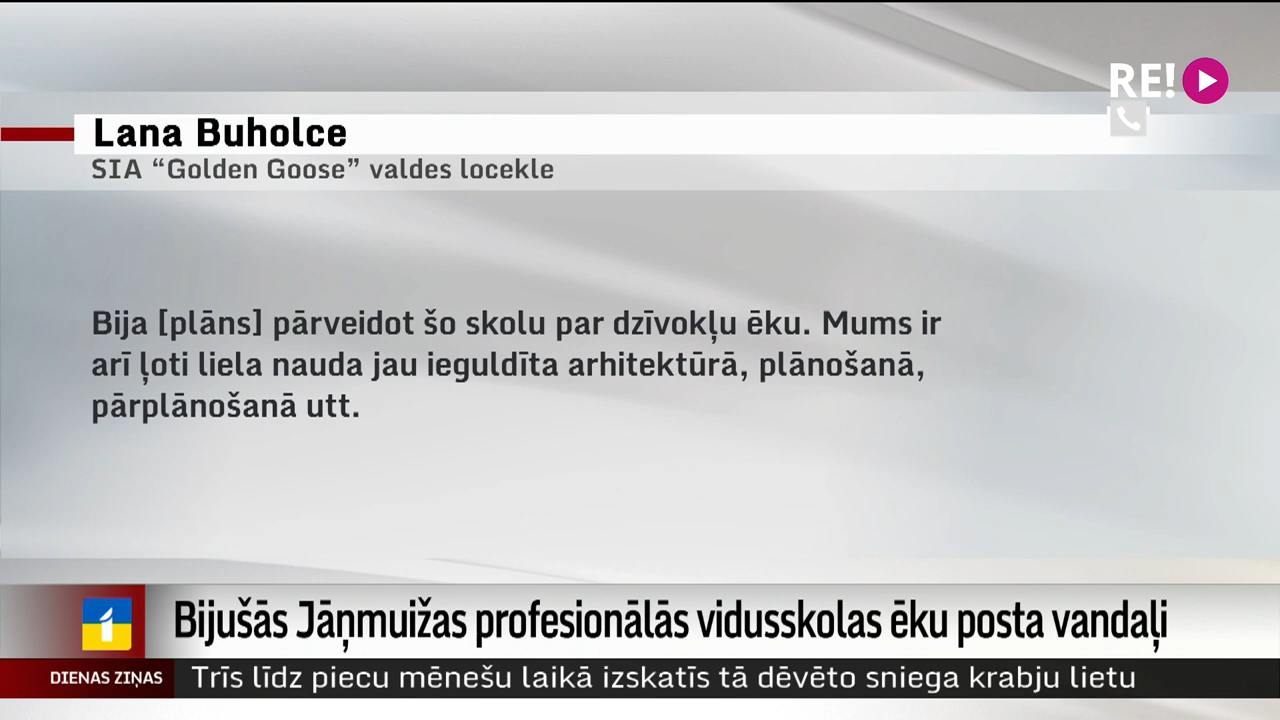 RE!
Lana Buholce
SIA “Golden Goose” valdes locekle
Bija [plāns] pārveidot šo skolu par dzīvokļu ēku. Mums ir
arī ļoti liela nauda jau ieguldīta arhitektūrā, plānošanā,
pārplānošanā utt.
1
Bijušās Jāņmuižas profesionālās vidusskolas ēku posta vandaļi
DIENAS ZIŅAS
Trīs līdz piecu mēnešu laikā izskatīs tā dēvēto sniega krabju lietu